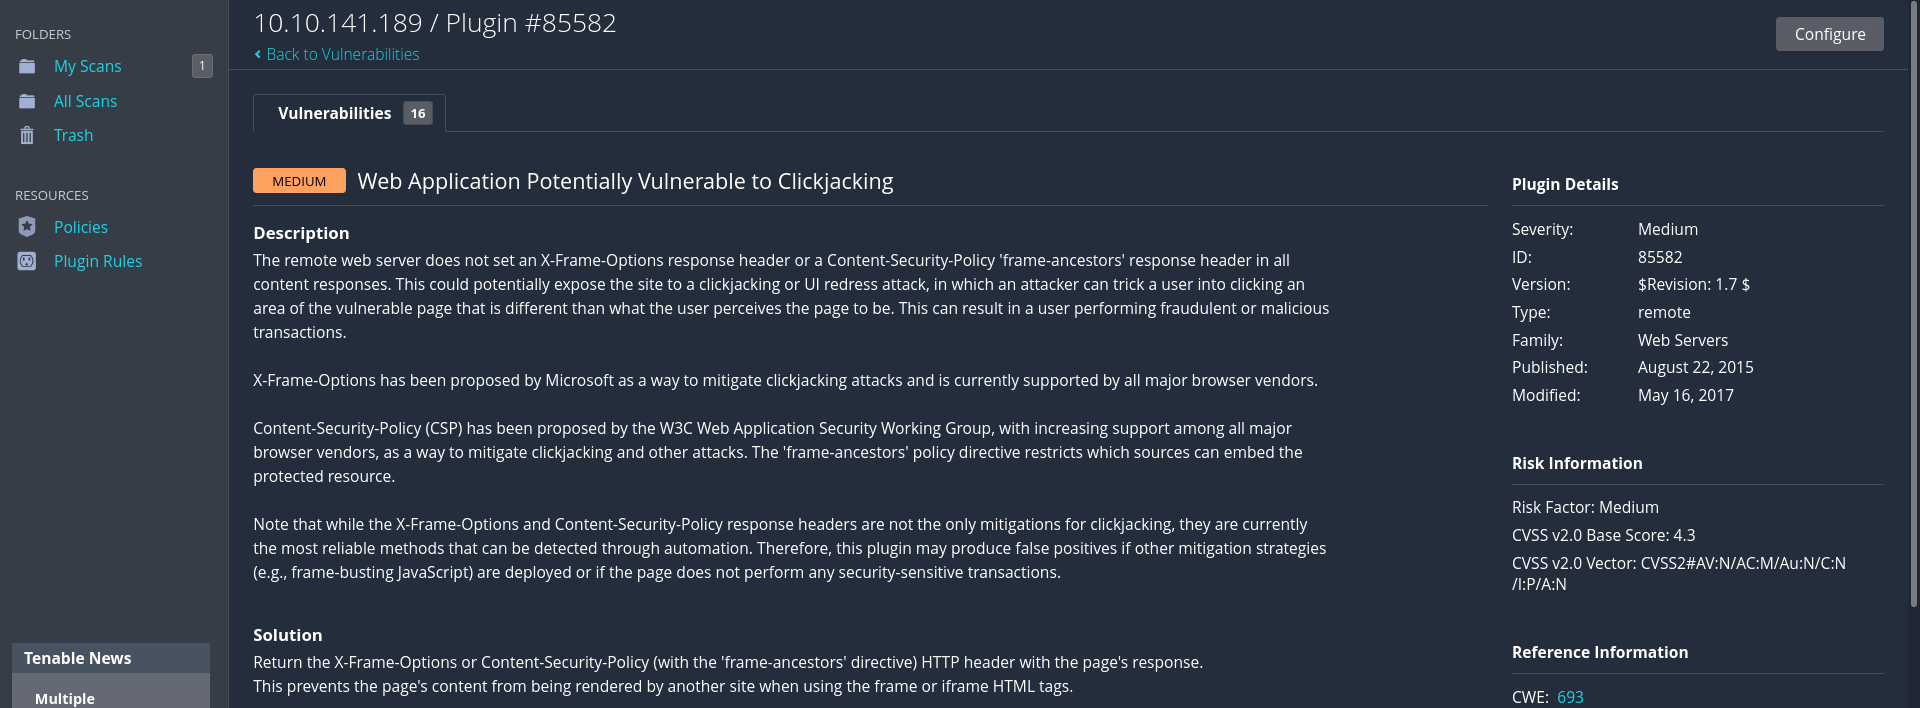 FOLDERS
My Scans
1
All Scans
Trash
RESOURCES
Policies
Plugin Rules
Tenable News
Multiple
10.10.141.189 / Plugin #85582
Back to Vulnerabilities
Configure
Vulnerabilities 16
MEDIUM Web Application Potentially Vulnerable to Clickjacking
Description
The remote web server does not set an X-Frame-Options response header or a Content-Security-Policy 'frame-ancestors' response header in all
content responses. This could potentially expose the site to a clickjacking or UI redress attack, in which an attacker can trick a user into clicking an
area of the vulnerable page that is different than what the user perceives the page to be. This can result in a user performing fraudulent or malicious
transactions.
X-Frame-Options has been proposed by Microsoft as a way to mitigate clickjacking attacks and is currently supported by all major browser vendors.
Content-Security-Policy (CSP) has been proposed by the W3C Web Application Security Working Group, with increasing support among all major
browser vendors, as a way to mitigate clickjacking and other attacks. The 'frame-ancestors' policy directive restricts which sources can embed the
protected resource.
Note that while the X-Frame-Options and Content-Security-Policy response headers are not the only mitigations for clickjacking, they are currently
the most reliable methods that can be detected through automation. Therefore, this plugin may produce false positives if other mitigation strategies
(e.g., frame-busting JavaScript) are deployed or if the page does not perform any security-sensitive transactions.
Solution
Return the X-Frame-Options or Content-Security-Policy (with the 'frame-ancestors' directive) HTTP header with the page's response.
This prevents the page's content from being rendered by another site when using the frame or iframe HTML tags.
Plugin Details
Severity: Medium
ID: 85582
Version: $Revision: 1.7 $
Type: remote
Family: Web Servers
Published: August 22, 2015
Modified: May 16, 2017
Risk Information
Risk Factor: Medium
CVSS v2.0 Base Score: 4.3
CVSS v2.0 Vector: CVSS2#AV:N/AC:M/Au:N/C:N
/I:P/A:N
Reference Information
CWE: 693